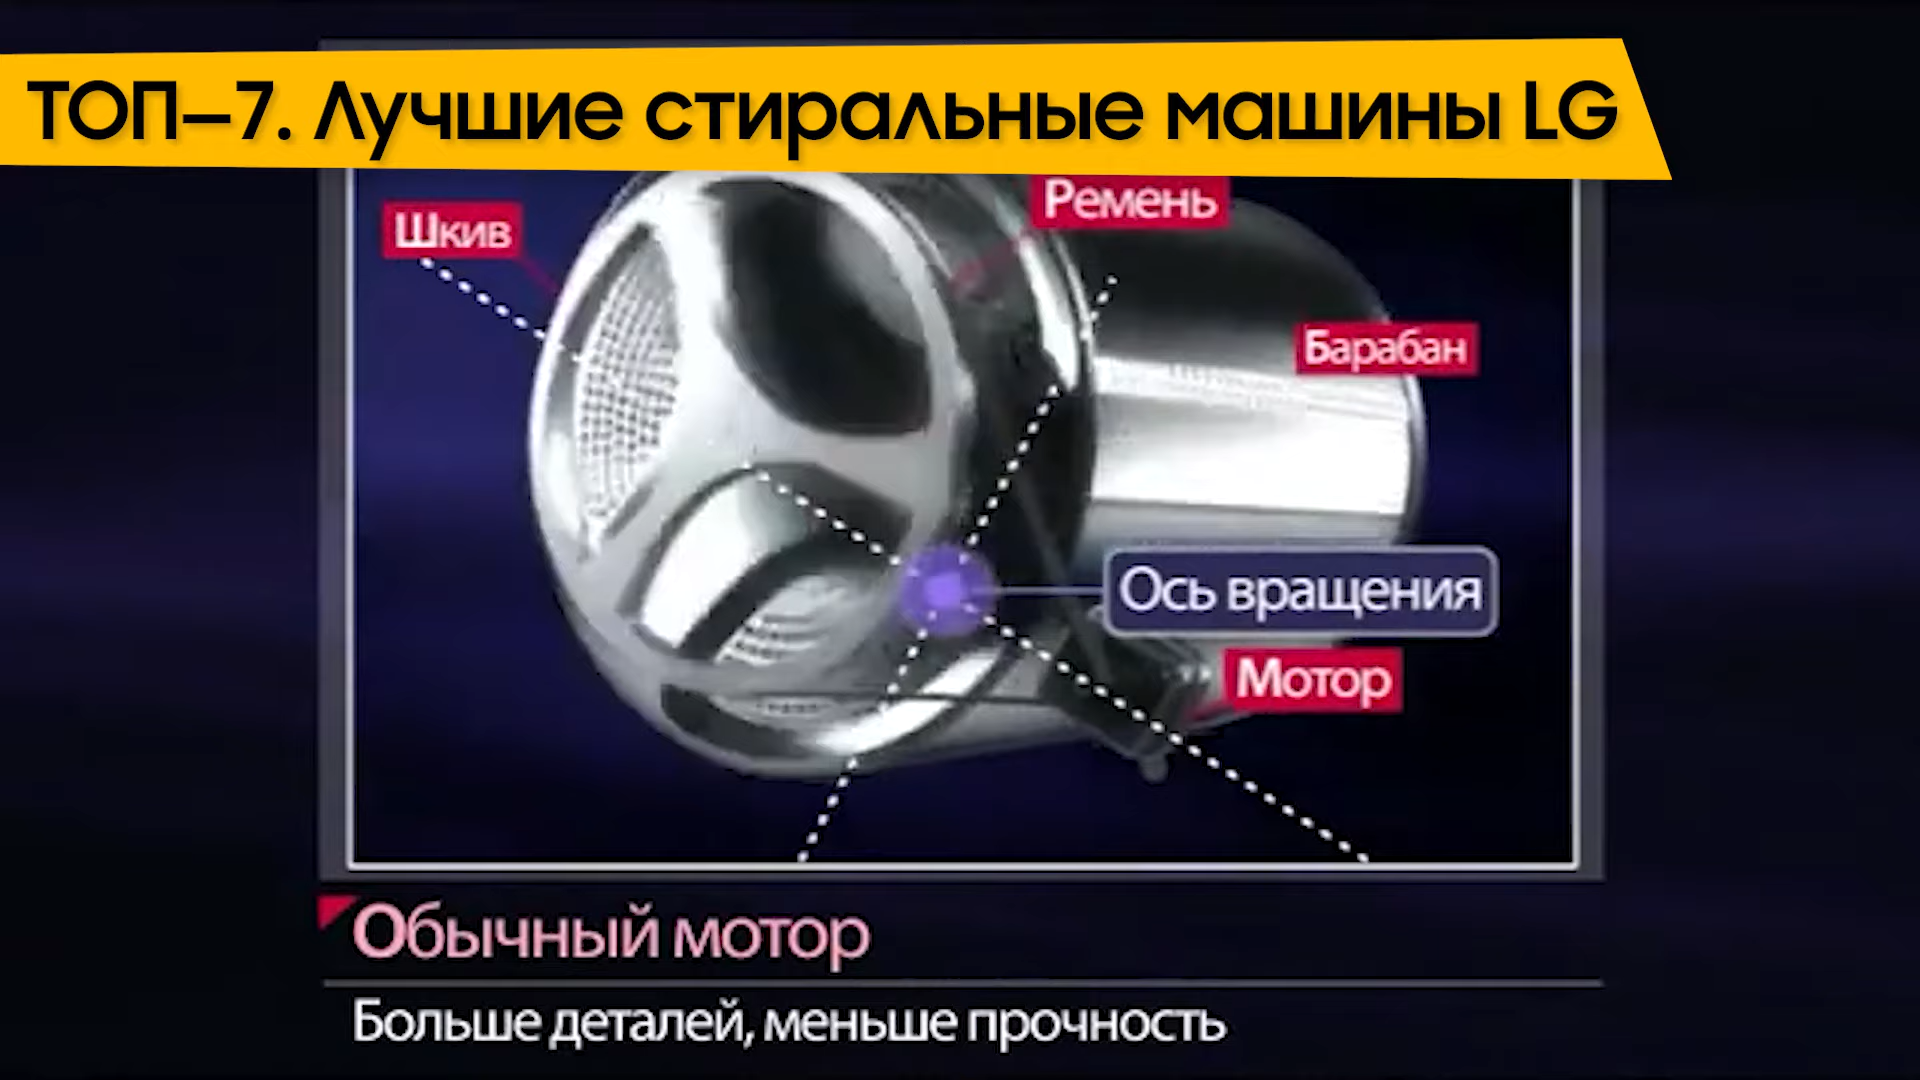 ТОП–7. Лучшие стиральные машины LG
Ремень
Шкив
Барабан
Ось вращения
Мотор
Обычный мотор
Больше деталей, меньше прочность